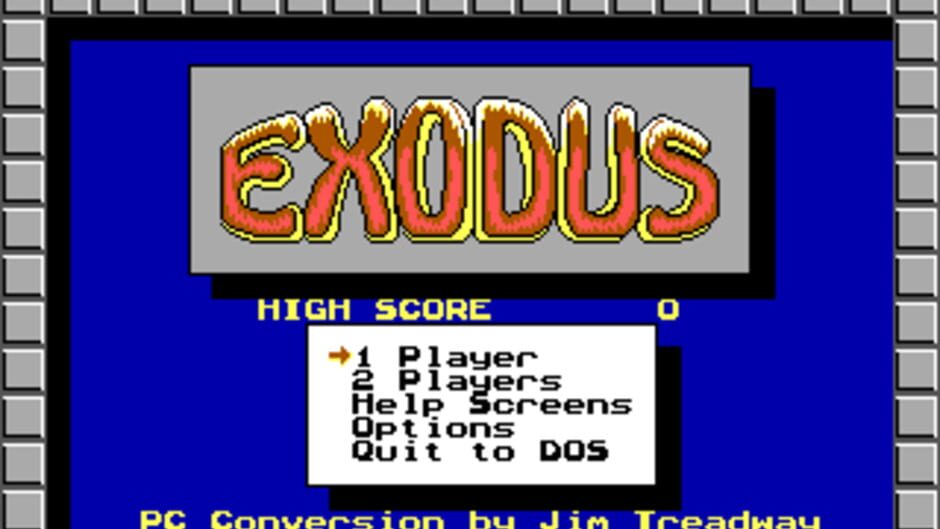 EXODUS
HIGH SCORE 0
1 Player
2 Players
Help Screens
Options
Quit to DOS
PC Conversion by Jim Treadway